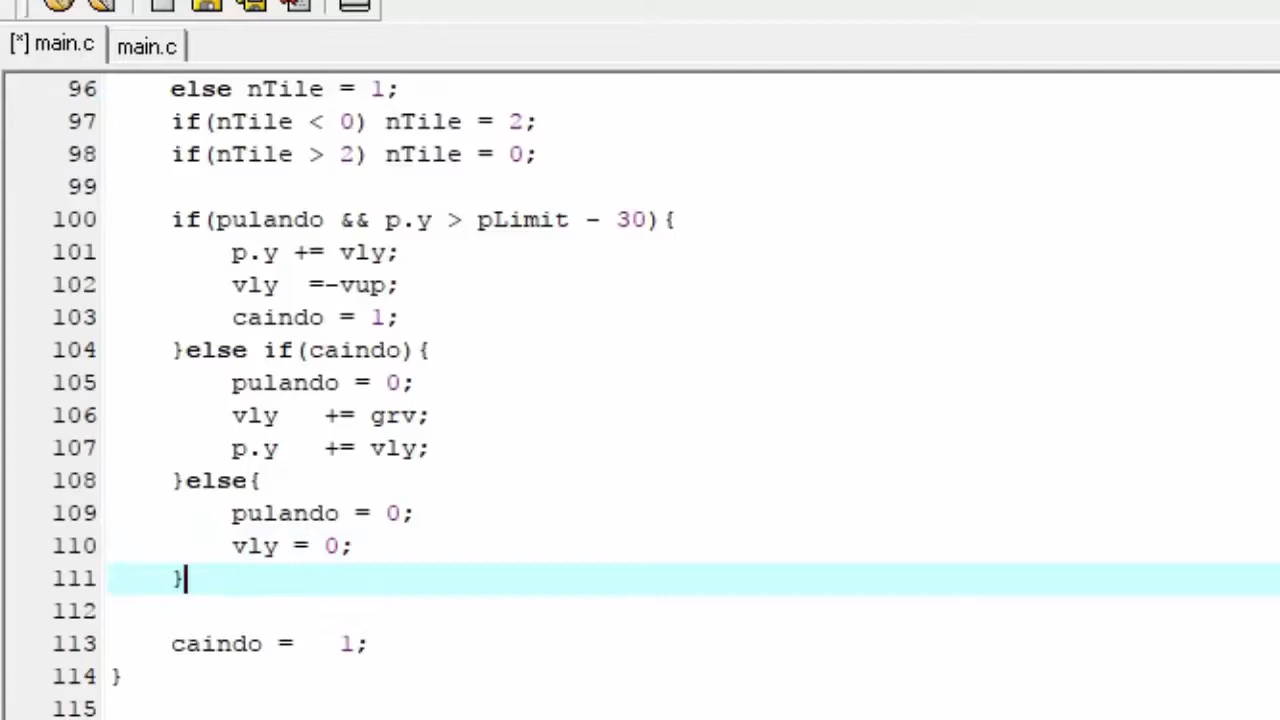 [*] main.c main.c
96 else nTile = 1;
97 if(nTile < 0) nTile = 2;
98 if(nTile > 2) nTile = 0;
99
100 if(pulando && p.y > pLimit - 30){
101 p.y += vly;
102 vly =-vup;
103 caindo = 1;
104 }else if(caindo){
105 pulando = 0;
106 vly += grv;
107 p.y += vly;
108 }else{
109 pulando = 0;
110 vly = 0;
111 }
112
113 caindo = 1;
114 }
115